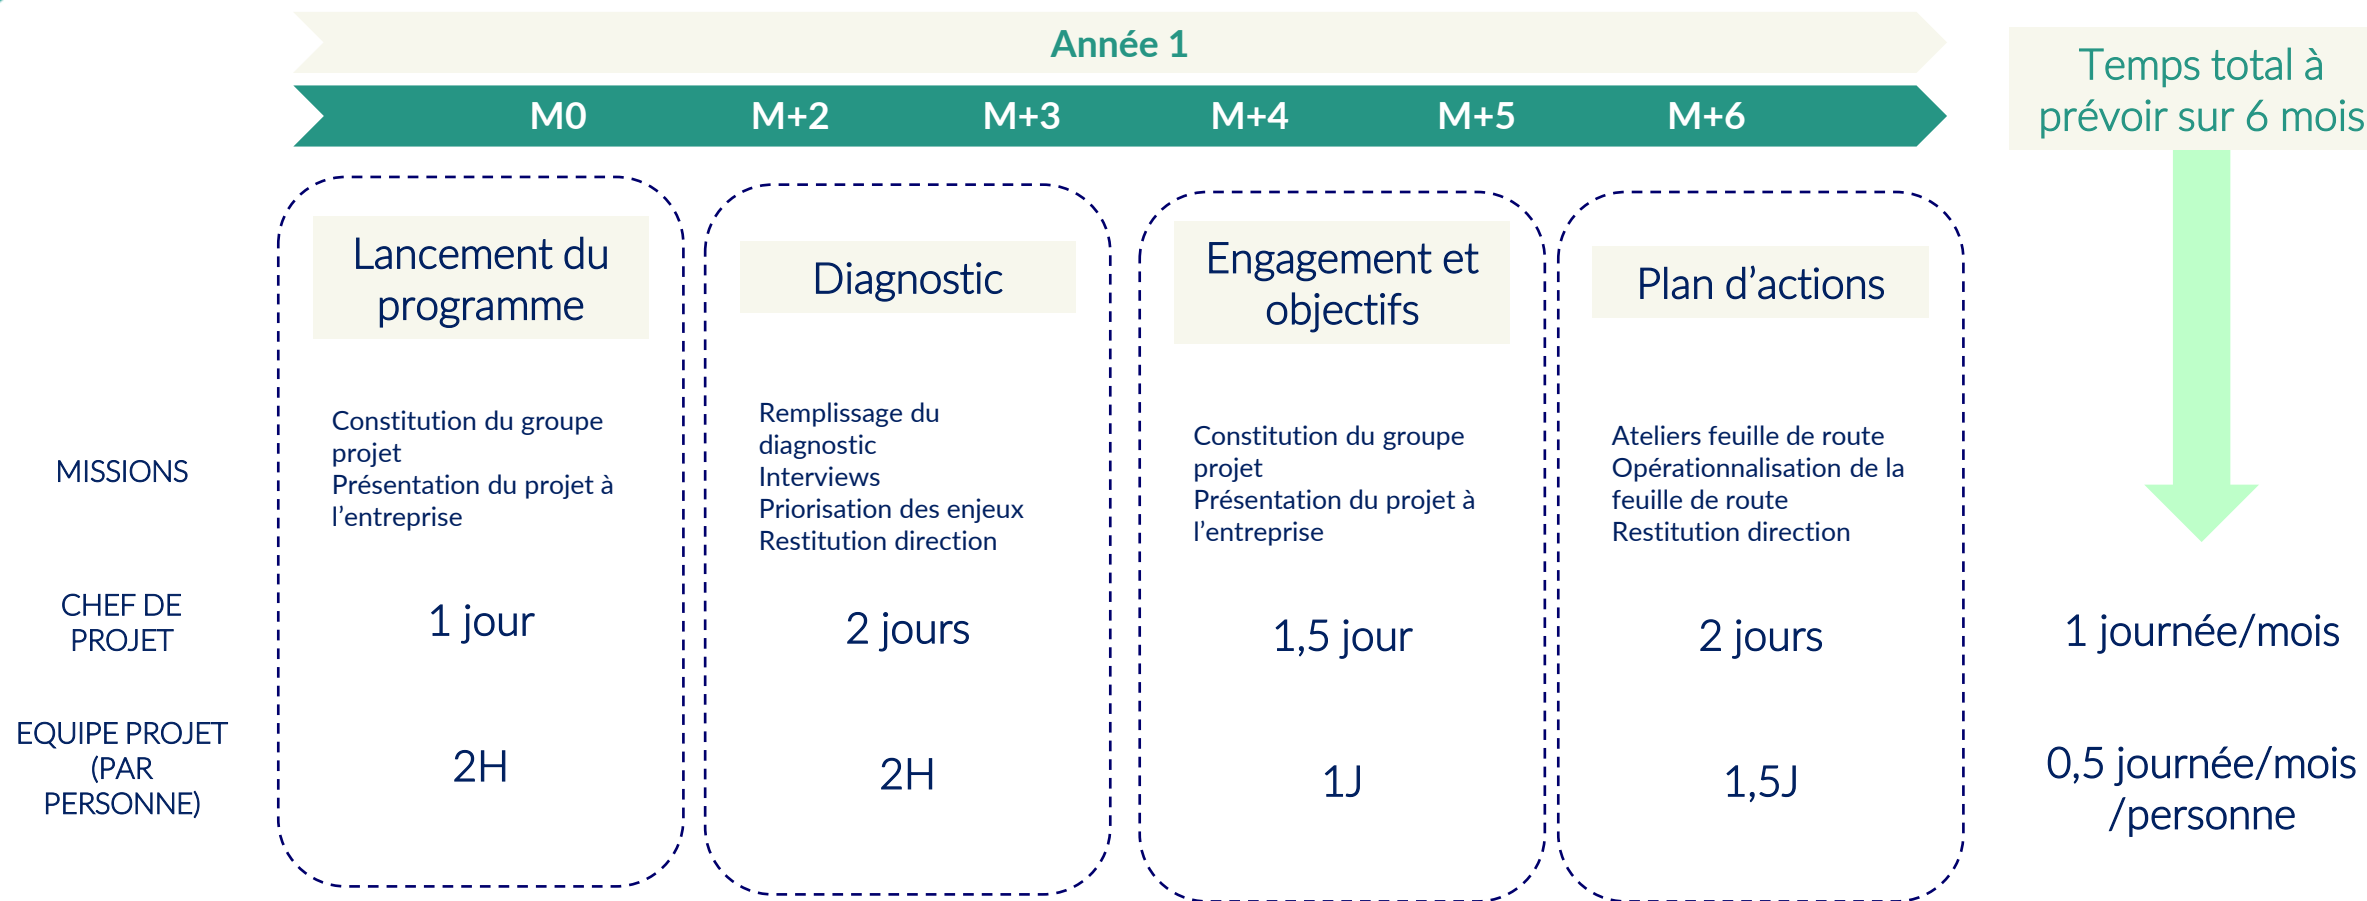 Année 1
Temps total à
prévoir sur 6 mois
M0 M+2 M+3 M+4 M+5 M+6
Lancement du
programme
Diagnostic
Engagement et
objectifs
Plan d’actions
MISSIONS
Constitution du groupe
projet
Présentation du projet à
l’entreprise
Remplissage du
diagnostic
Interviews
Priorisation des enjeux
Restitution direction
Constitution du groupe
projet
Présentation du projet à
l’entreprise
Ateliers feuille de route
Opérationnalisation de la
feuille de route
Restitution direction
CHEF DE
PROJET
1 jour
2 jours
1,5 jour
2 jours
1 journée/mois
EQUIPE PROJET
(PAR
PERSONNE)
2H
2H
1J
1,5J
0,5 journée/mois
/personne